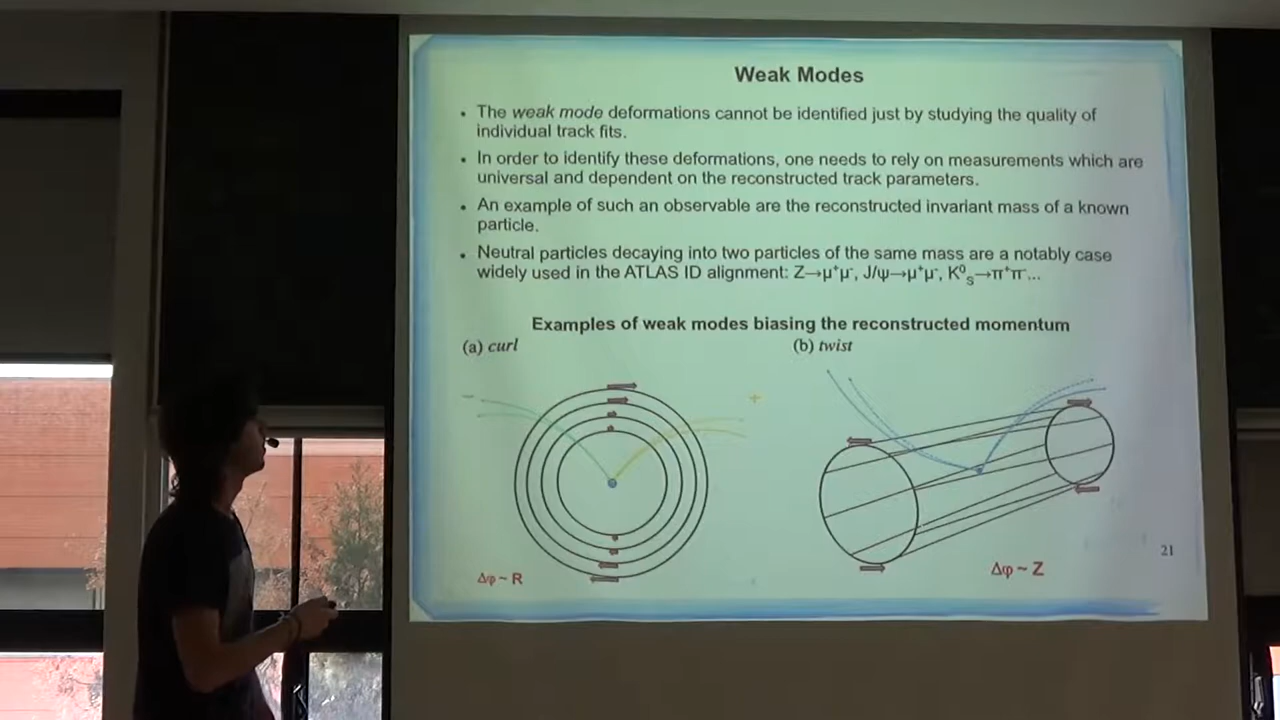 Weak Modes
• The weak mode deformations cannot be identified just by studying the quality of
individual track fits.
• In order to identify these deformations, one needs to rely on measurements which are
universal and dependent on the reconstructed track parameters.
• An example of such an observable are the reconstructed invariant mass of a known
particle.
• Neutral particles decaying into two particles of the same mass are a notably case
widely used in the ATLAS ID alignment: Z→μ⁺μ⁻, J/ψ→μ⁺μ⁻, K⁰ₛ→π⁺π⁻...
Examples of weak modes biasing the reconstructed momentum
(a) curl
(b) twist
− +
Δφ ~ R
Δφ ~ Z
21